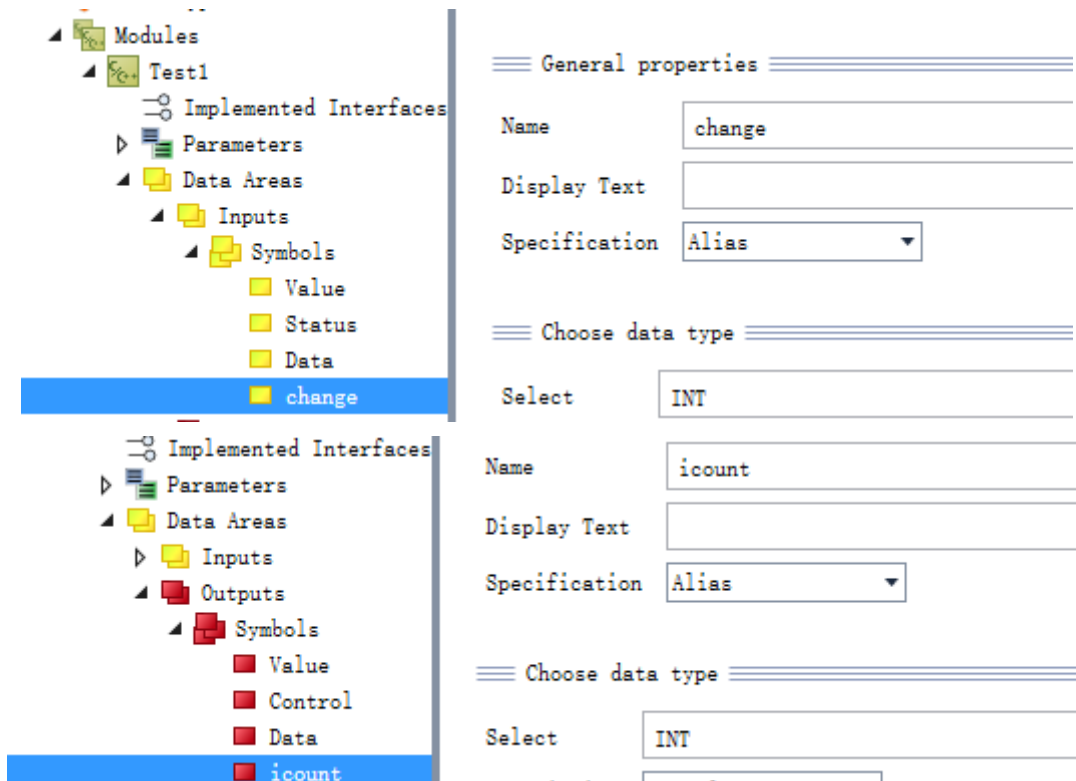 Modules
Test1
Implemented Interfaces
Parameters
Data Areas
Inputs
Symbols
Value
Status
Data
change
General properties
Name change
Display Text
Specification Alias
Choose data type
Select INT
Implemented Interfaces
Parameters
Data Areas
Inputs
Outputs
Symbols
Value
Control
Data
icount
Name icount
Display Text
Specification Alias
Choose data type
Select INT